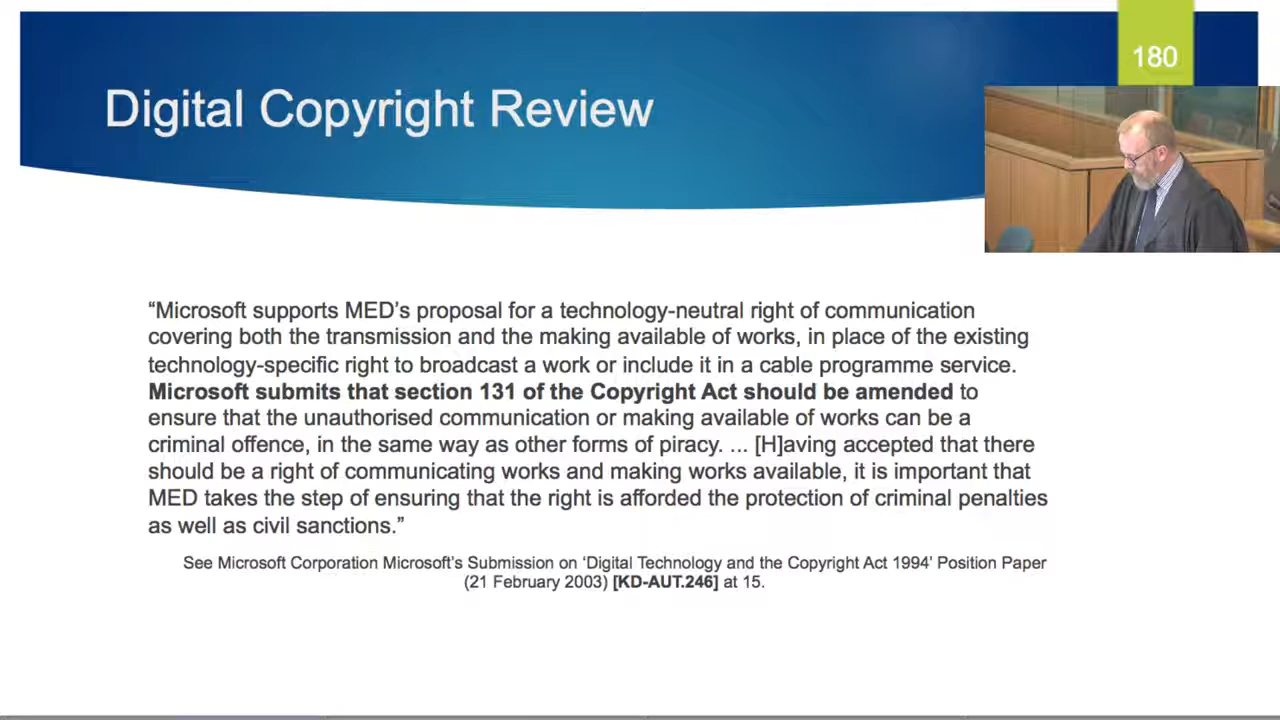 180
Digital Copyright Review
“Microsoft supports MED’s proposal for a technology-neutral right of communication
covering both the transmission and the making available of works, in place of the existing
technology-specific right to broadcast a work or include it in a cable programme service.
Microsoft submits that section 131 of the Copyright Act should be amended to
ensure that the unauthorised communication or making available of works can be a
criminal offence, in the same way as other forms of piracy. ... [H]aving accepted that there
should be a right of communicating works and making works available, it is important that
MED takes the step of ensuring that the right is afforded the protection of criminal penalties
as well as civil sanctions.”
See Microsoft Corporation Microsoft’s Submission on ‘Digital Technology and the Copyright Act 1994’ Position Paper
(21 February 2003) [KD-AUT.246] at 15.